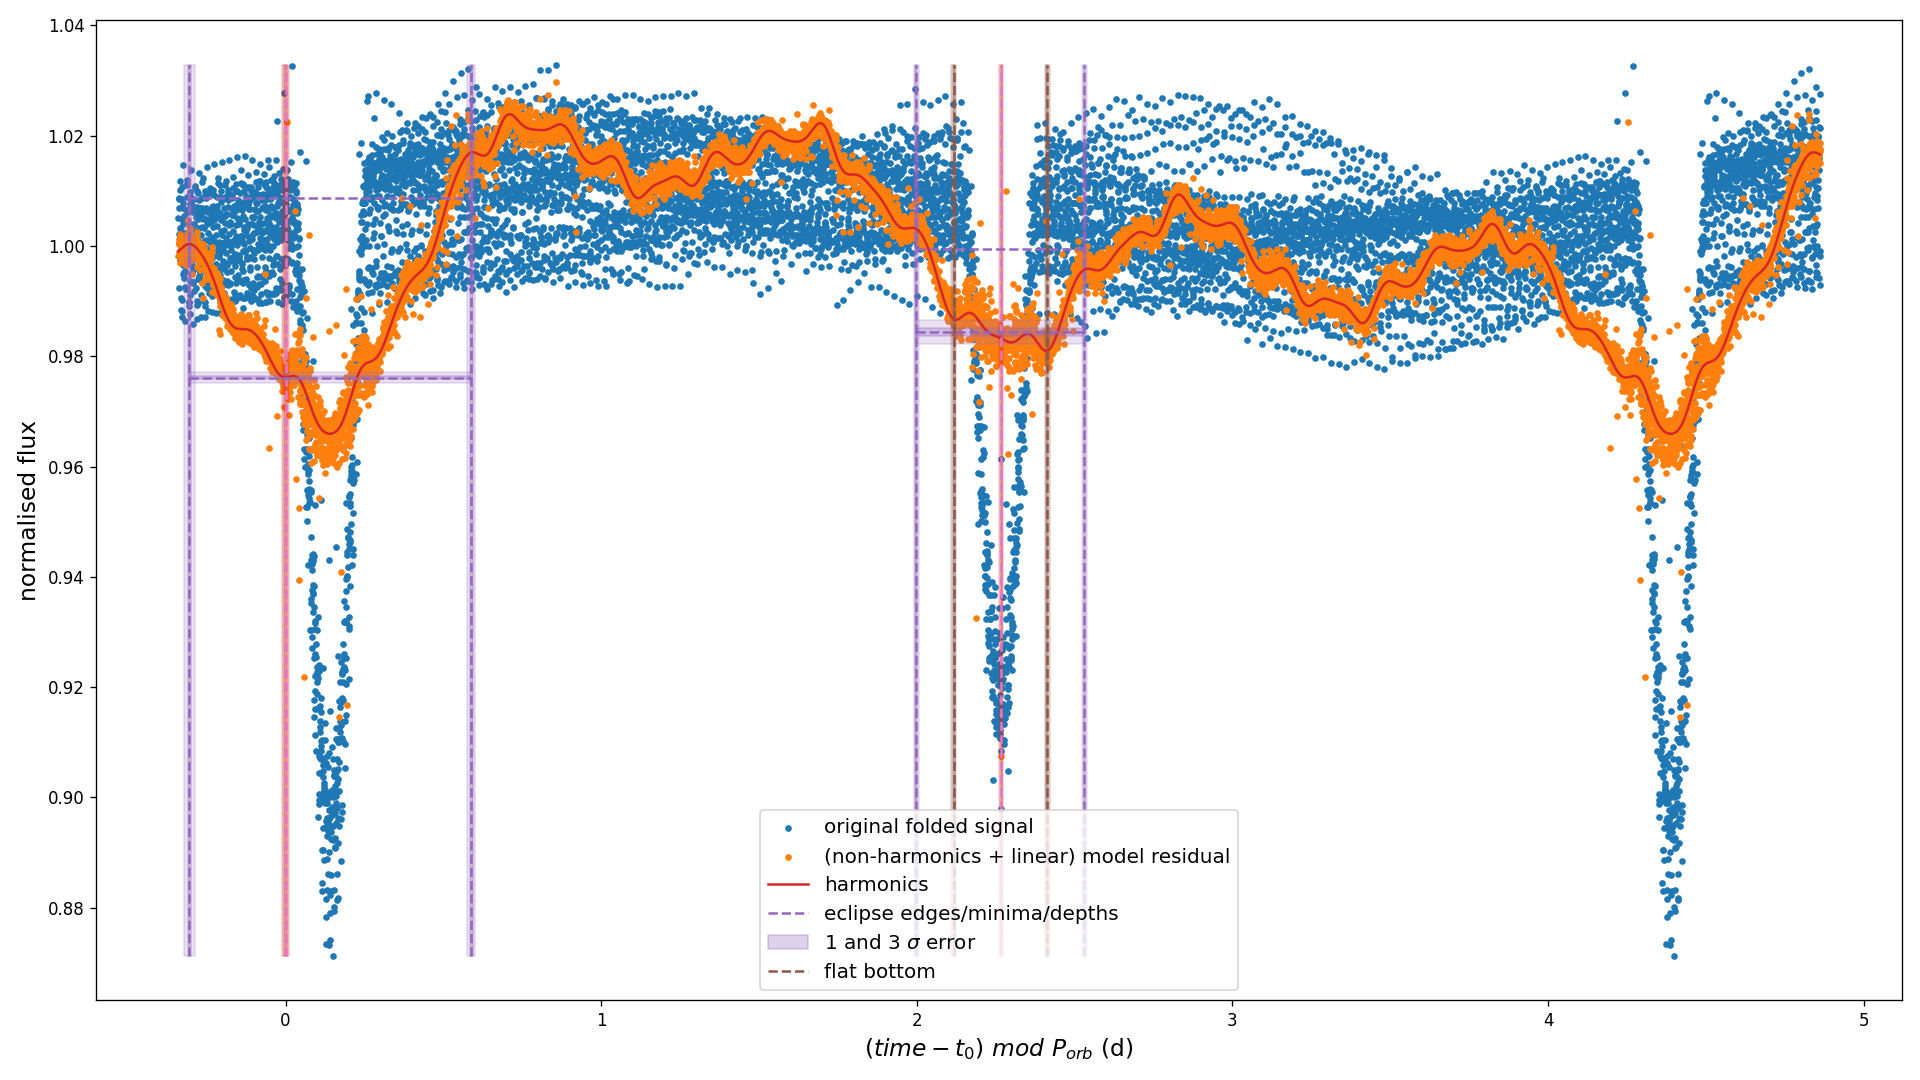 1.04
1.02
1.00
0.98
0.96
0.94
0.92
0.90
0.88
normalised flux
original folded signal
(non-harmonics + linear) model residual
harmonics
eclipse edges/minima/depths
1 and 3 σ error
flat bottom
0 1 2 3 4 5
(time − t₀) mod P_orb (d)